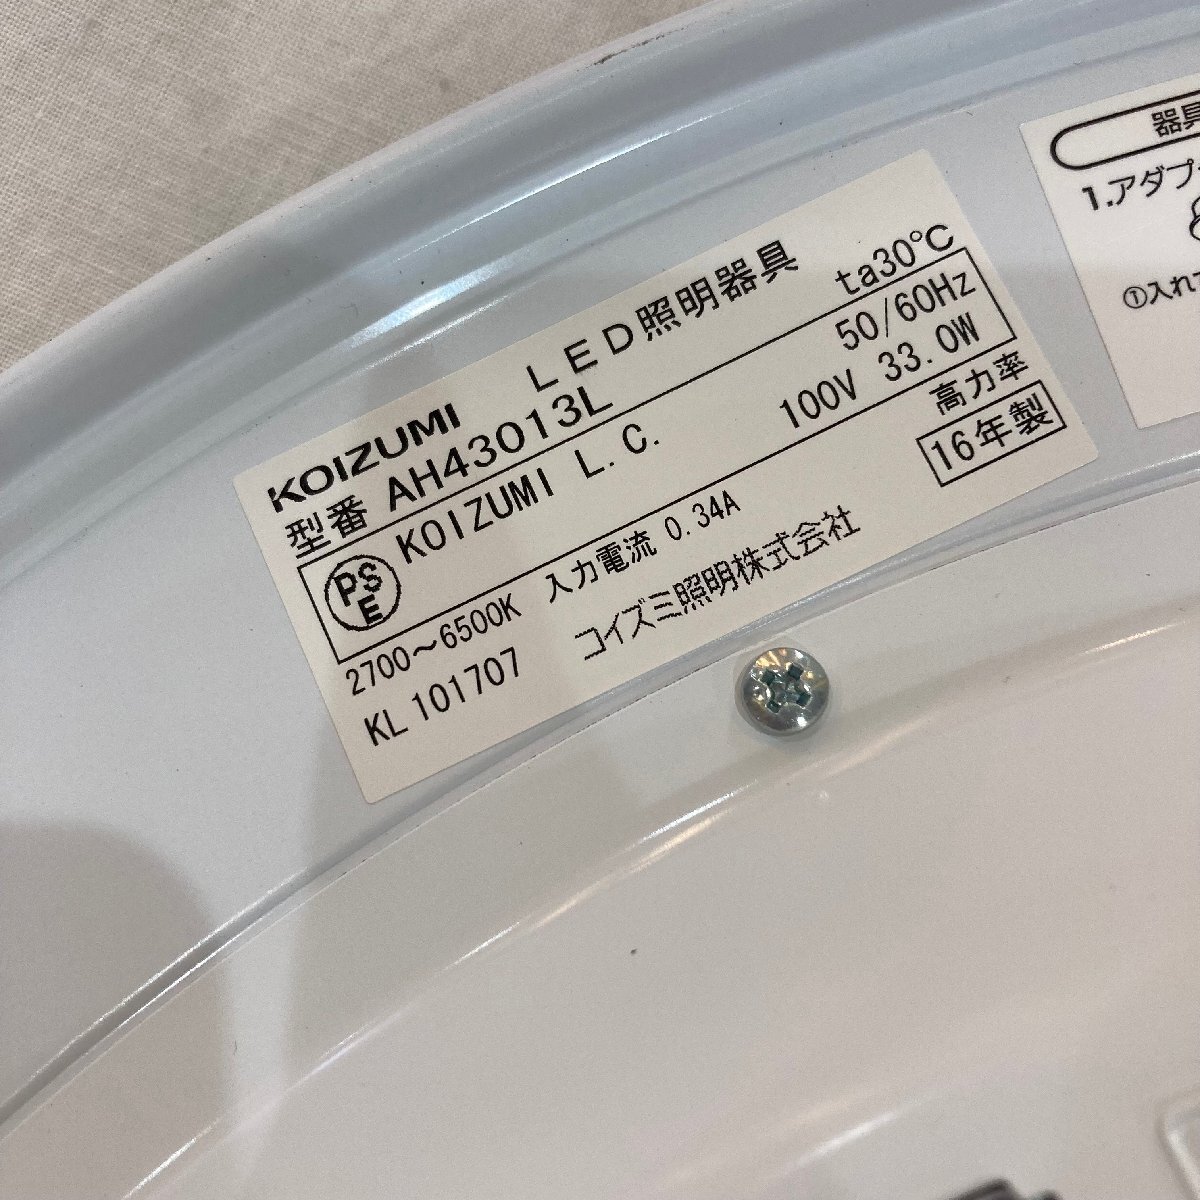 KOIZUMI LED照明器具
型番 AH43013L ta30℃
PSE KOIZUMI L.C. 50/60Hz
100V 33.0W
2700～6500K 入力電流 0.34A 高力率
KL 101707 コイズミ照明株式会社 16年製
器具
1.アダプ
①入れ